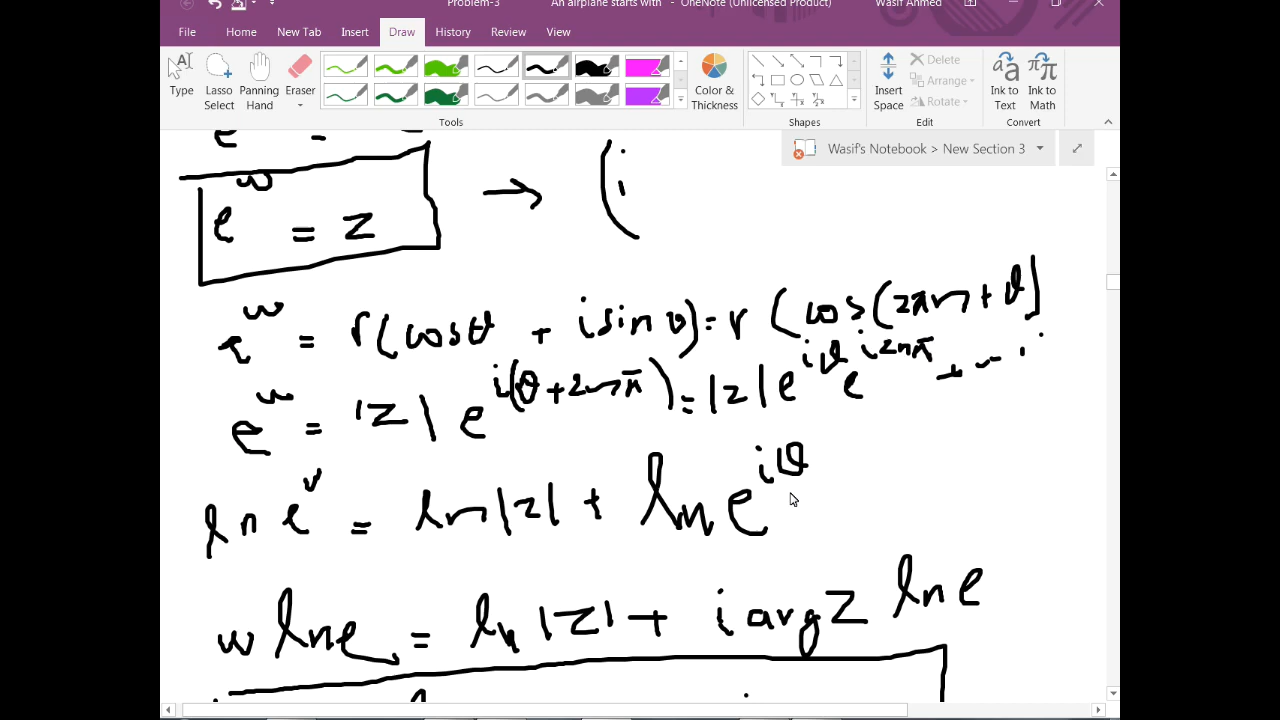 Problem-3 An airplane starts with - OneNote (Unlicensed Product) Wasif Ahmed
File Home New Tab Insert Draw History Review View
Type Lasso Select Panning Hand Eraser Color & Thickness Insert Space Delete Arrange Rotate Ink to Text Ink to Math
Tools Shapes Edit Convert
Wasif's Notebook > New Section 3
e^w = z → ( i
e^w = r(cosθ + i sin θ) = r (cos(2πn + θ)
e^w = |z| e^i(θ + 2nπ) = |z| e^iθ e^i2nπ + - . .
ln e^w = ln|z| + ln e^iθ
w ln e = ln |z| + i arg z ln e